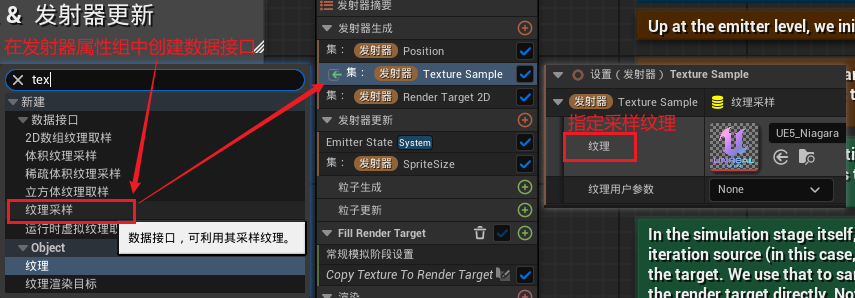 & 发射器更新
在发射器属性组中创建数据接口
tex
新建
数据接口
2D数组纹理取样
体积纹理采样
稀疏体积纹理采样
立方体纹理取样
纹理采样
运行时虚拟纹理取
数据接口，可利用其采样纹理。
Object
纹理
纹理渲染目标
发射器摘要
发射器生成
集： 发射器 Position
集： 发射器 Texture Sample
集： 发射器 Render Target 2D
发射器更新
Emitter State System
集： 发射器 SpriteSize
粒子生成
粒子更新
Fill Render Target
常规模拟阶段设置
Copy Texture To Render Target
渲染
设置（发射器）Texture Sample
发射器 Texture Sample 纹理采样
指定采样纹理
纹理
UNREAL
UE5_Niagara
纹理用户参数
None
Up at the emitter level, we ini
In the simulation stage itself,
iteration source (in this case,
the target. We use that to sam
the render target directly. Not